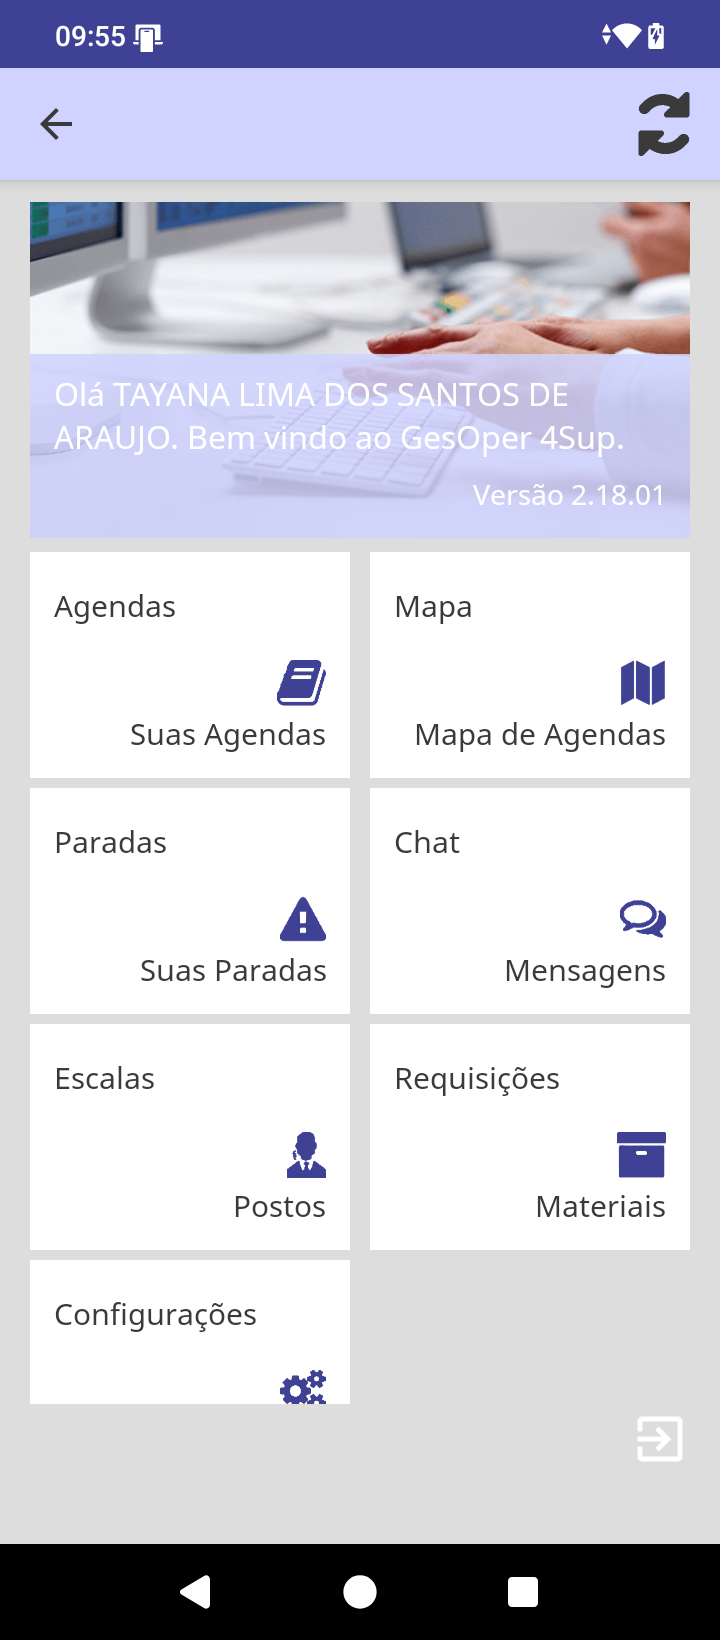 09:55
Olá TAYANA LIMA DOS SANTOS DE
ARAUJO. Bem vindo ao GesOper 4Sup.
Versão 2.18.01
Agendas
Suas Agendas
Mapa
Mapa de Agendas
Paradas
Suas Paradas
Chat
Mensagens
Escalas
Postos
Requisições
Materiais
Configurações